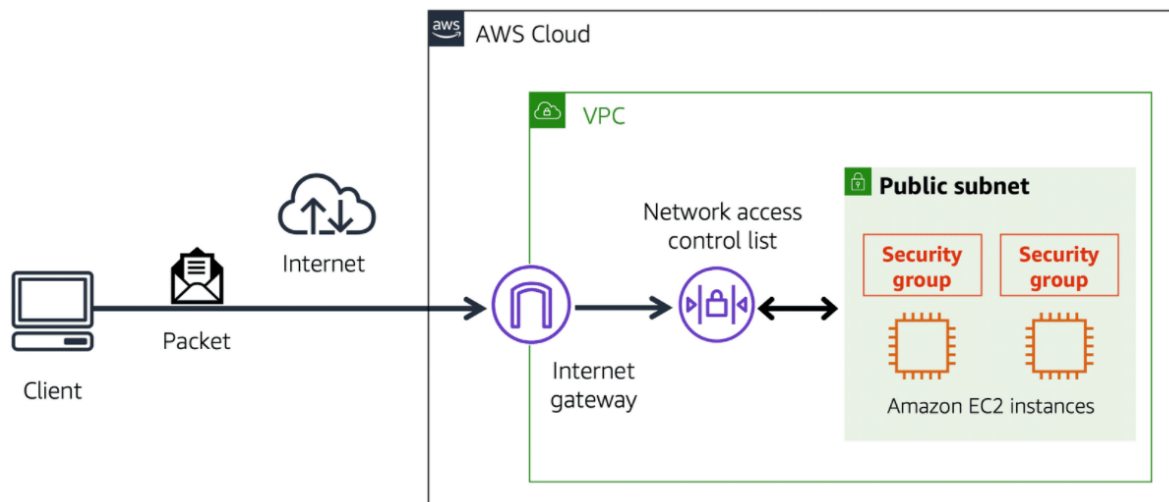 aws
AWS Cloud
VPC
Public subnet
Network access
control list
Internet
Security
group
Security
group
Packet
Client
Internet
gateway
Amazon EC2 instances